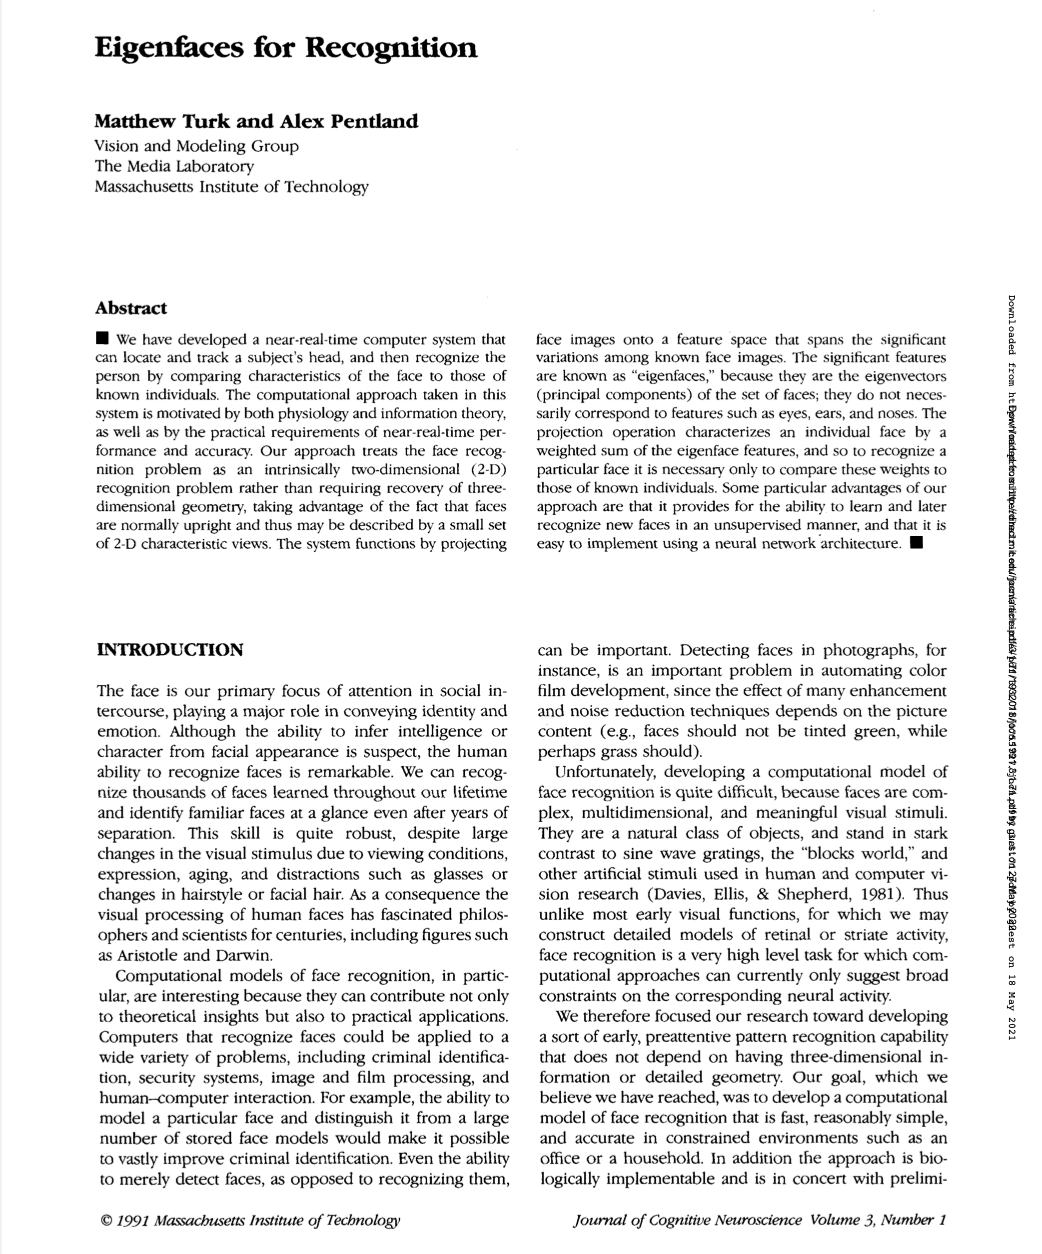 Eigenfaces for Recognition
Matthew Turk and Alex Pentland
Vision and Modeling Group
The Media Laboratory
Massachusetts Institute of Technology
Abstract
■ We have developed a near-real-time computer system that
can locate and track a subject's head, and then recognize the
person by comparing characteristics of the face to those of
known individuals. The computational approach taken in this
system is motivated by both physiology and information theory,
as well as by the practical requirements of near-real-time per-
formance and accuracy. Our approach treats the face recog-
nition problem as an intrinsically two-dimensional (2-D)
recognition problem rather than requiring recovery of three-
dimensional geometry, taking advantage of the fact that faces
are normally upright and thus may be described by a small set
of 2-D characteristic views. The system functions by projecting
face images onto a feature space that spans the significant
variations among known face images. The significant features
are known as “eigenfaces,” because they are the eigenvectors
(principal components) of the set of faces; they do not neces-
sarily correspond to features such as eyes, ears, and noses. The
projection operation characterizes an individual face by a
weighted sum of the eigenface features, and so to recognize a
particular face it is necessary only to compare these weights to
those of known individuals. Some particular advantages of our
approach are that it provides for the ability to learn and later
recognize new faces in an unsupervised manner, and that it is
easy to implement using a neural network architecture. ■
INTRODUCTION
The face is our primary focus of attention in social in-
tercourse, playing a major role in conveying identity and
emotion. Although the ability to infer intelligence or
character from facial appearance is suspect, the human
ability to recognize faces is remarkable. We can recog-
nize thousands of faces learned throughout our lifetime
and identify familiar faces at a glance even after years of
separation. This skill is quite robust, despite large
changes in the visual stimulus due to viewing conditions,
expression, aging, and distractions such as glasses or
changes in hairstyle or facial hair. As a consequence the
visual processing of human faces has fascinated philos-
ophers and scientists for centuries, including figures such
as Aristotle and Darwin.
Computational models of face recognition, in partic-
ular, are interesting because they can contribute not only
to theoretical insights but also to practical applications.
Computers that recognize faces could be applied to a
wide variety of problems, including criminal identifica-
tion, security systems, image and film processing, and
human–computer interaction. For example, the ability to
model a particular face and distinguish it from a large
number of stored face models would make it possible
to vastly improve criminal identification. Even the ability
to merely detect faces, as opposed to recognizing them,
can be important. Detecting faces in photographs, for
instance, is an important problem in automating color
film development, since the effect of many enhancement
and noise reduction techniques depends on the picture
content (e.g., faces should not be tinted green, while
perhaps grass should).
Unfortunately, developing a computational model of
face recognition is quite difficult, because faces are com-
plex, multidimensional, and meaningful visual stimuli.
They are a natural class of objects, and stand in stark
contrast to sine wave gratings, the “blocks world,” and
other artificial stimuli used in human and computer vi-
sion research (Davies, Ellis, & Shepherd, 1981). Thus
unlike most early visual functions, for which we may
construct detailed models of retinal or striate activity,
face recognition is a very high level task for which com-
putational approaches can currently only suggest broad
constraints on the corresponding neural activity.
We therefore focused our research toward developing
a sort of early, preattentive pattern recognition capability
that does not depend on having three-dimensional in-
formation or detailed geometry. Our goal, which we
believe we have reached, was to develop a computational
model of face recognition that is fast, reasonably simple,
and accurate in constrained environments such as an
office or a household. In addition the approach is bio-
logically implementable and is in concert with prelimi-
© 1991 Massachusetts Institute of Technology
Journal of Cognitive Neuroscience Volume 3, Number 1
Downloaded from on 18 May 2021